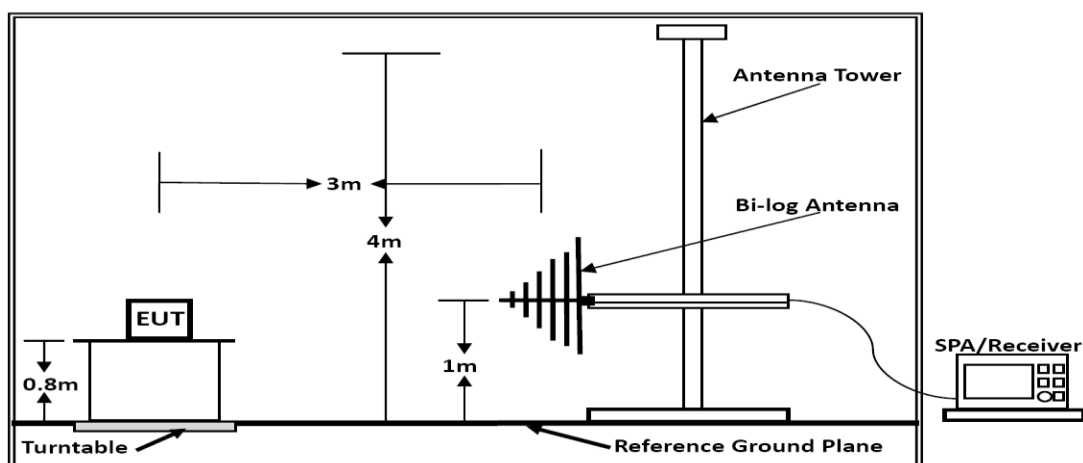 Antenna Tower
3m
Bi-log Antenna
4m
EUT
SPA/Receiver
1m
0.8m
Turntable
Reference Ground Plane